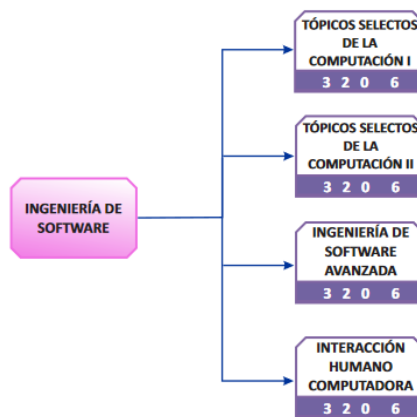 TÓPICOS SELECTOS
DE LA
COMPUTACIÓN I
3 2 0 6
TÓPICOS SELECTOS
DE LA
COMPUTACIÓN II
3 2 0 6
INGENIERÍA DE
SOFTWARE
INGENIERÍA DE
SOFTWARE
AVANZADA
3 2 0 6
INTERACCIÓN
HUMANO
COMPUTADORA
3 2 0 6